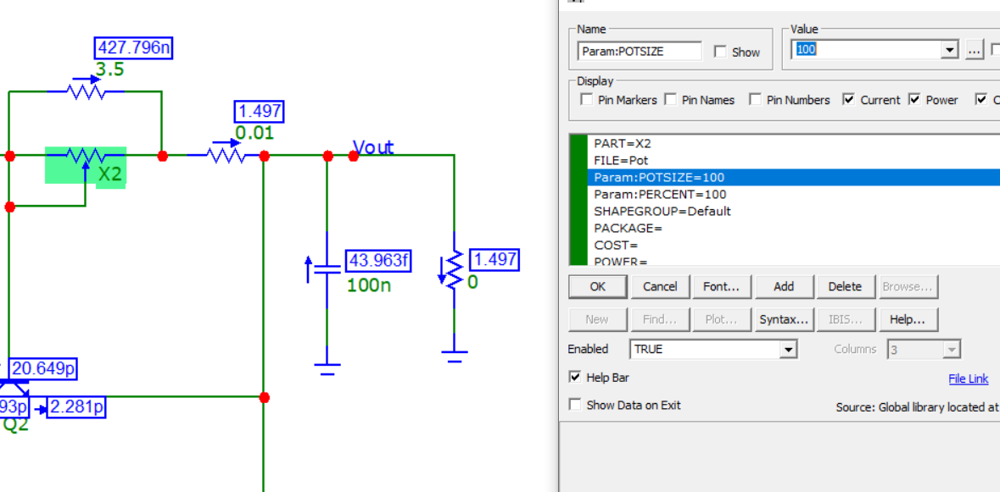 427.796n
3.5
1.497
0.01
Vout
X2
43.963f
100n
1.497
0
20.649p
93p
2.281p
Q2
Name
Param:POTSIZE
Show
Value
100
...
Display
Pin Markers
Pin Names
Pin Numbers
Current
Power
C
PART=X2
FILE=Pot
Param:POTSIZE=100
Param:PERCENT=100
SHAPEGROUP=Default
PACKAGE=
COST=
POWER=
OK
Cancel
Font...
Add
Delete
Browse...
New
Find...
Plot...
Syntax...
IBIS...
Help...
Enabled
TRUE
Columns
3
Help Bar
File Link
Show Data on Exit
Source: Global library located at